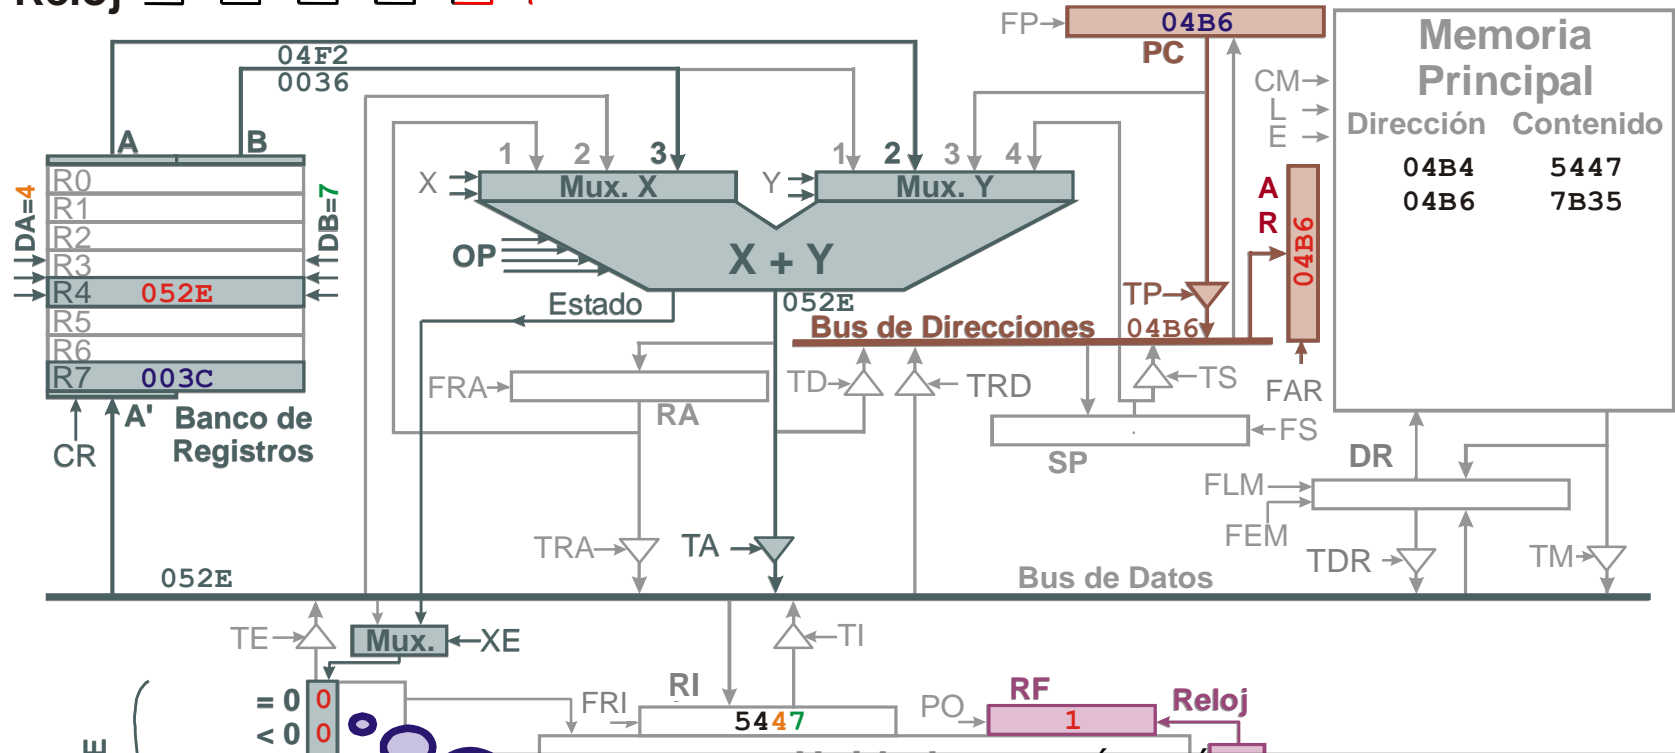 Reloj
04F2
0036
FP
04B6
PC
Memoria
Principal
Dirección Contenido
04B4 5447
04B6 7B35
CM
L
E
A B
1 2 3
1 2 3 4
X
Mux. X
Y
Mux. Y
DA=4
DB=7
R0
R1
R2
R3
R4 052E
R5
R6
R7 003C
A'
CR
Banco de
Registros
OP
X + Y
Estado
052E
A
R
04B6
TP
Bus de Direcciones 04B6
FAR
FRA
RA
TD
TRD
TS
FS
SP
DR
FLM
FEM
TRA
TA
TDR
TM
052E
Bus de Datos
TE
Mux.
XE
TI
= 0 0
< 0 0
E
FRI
RI
5447
PO
RF
1
Reloj